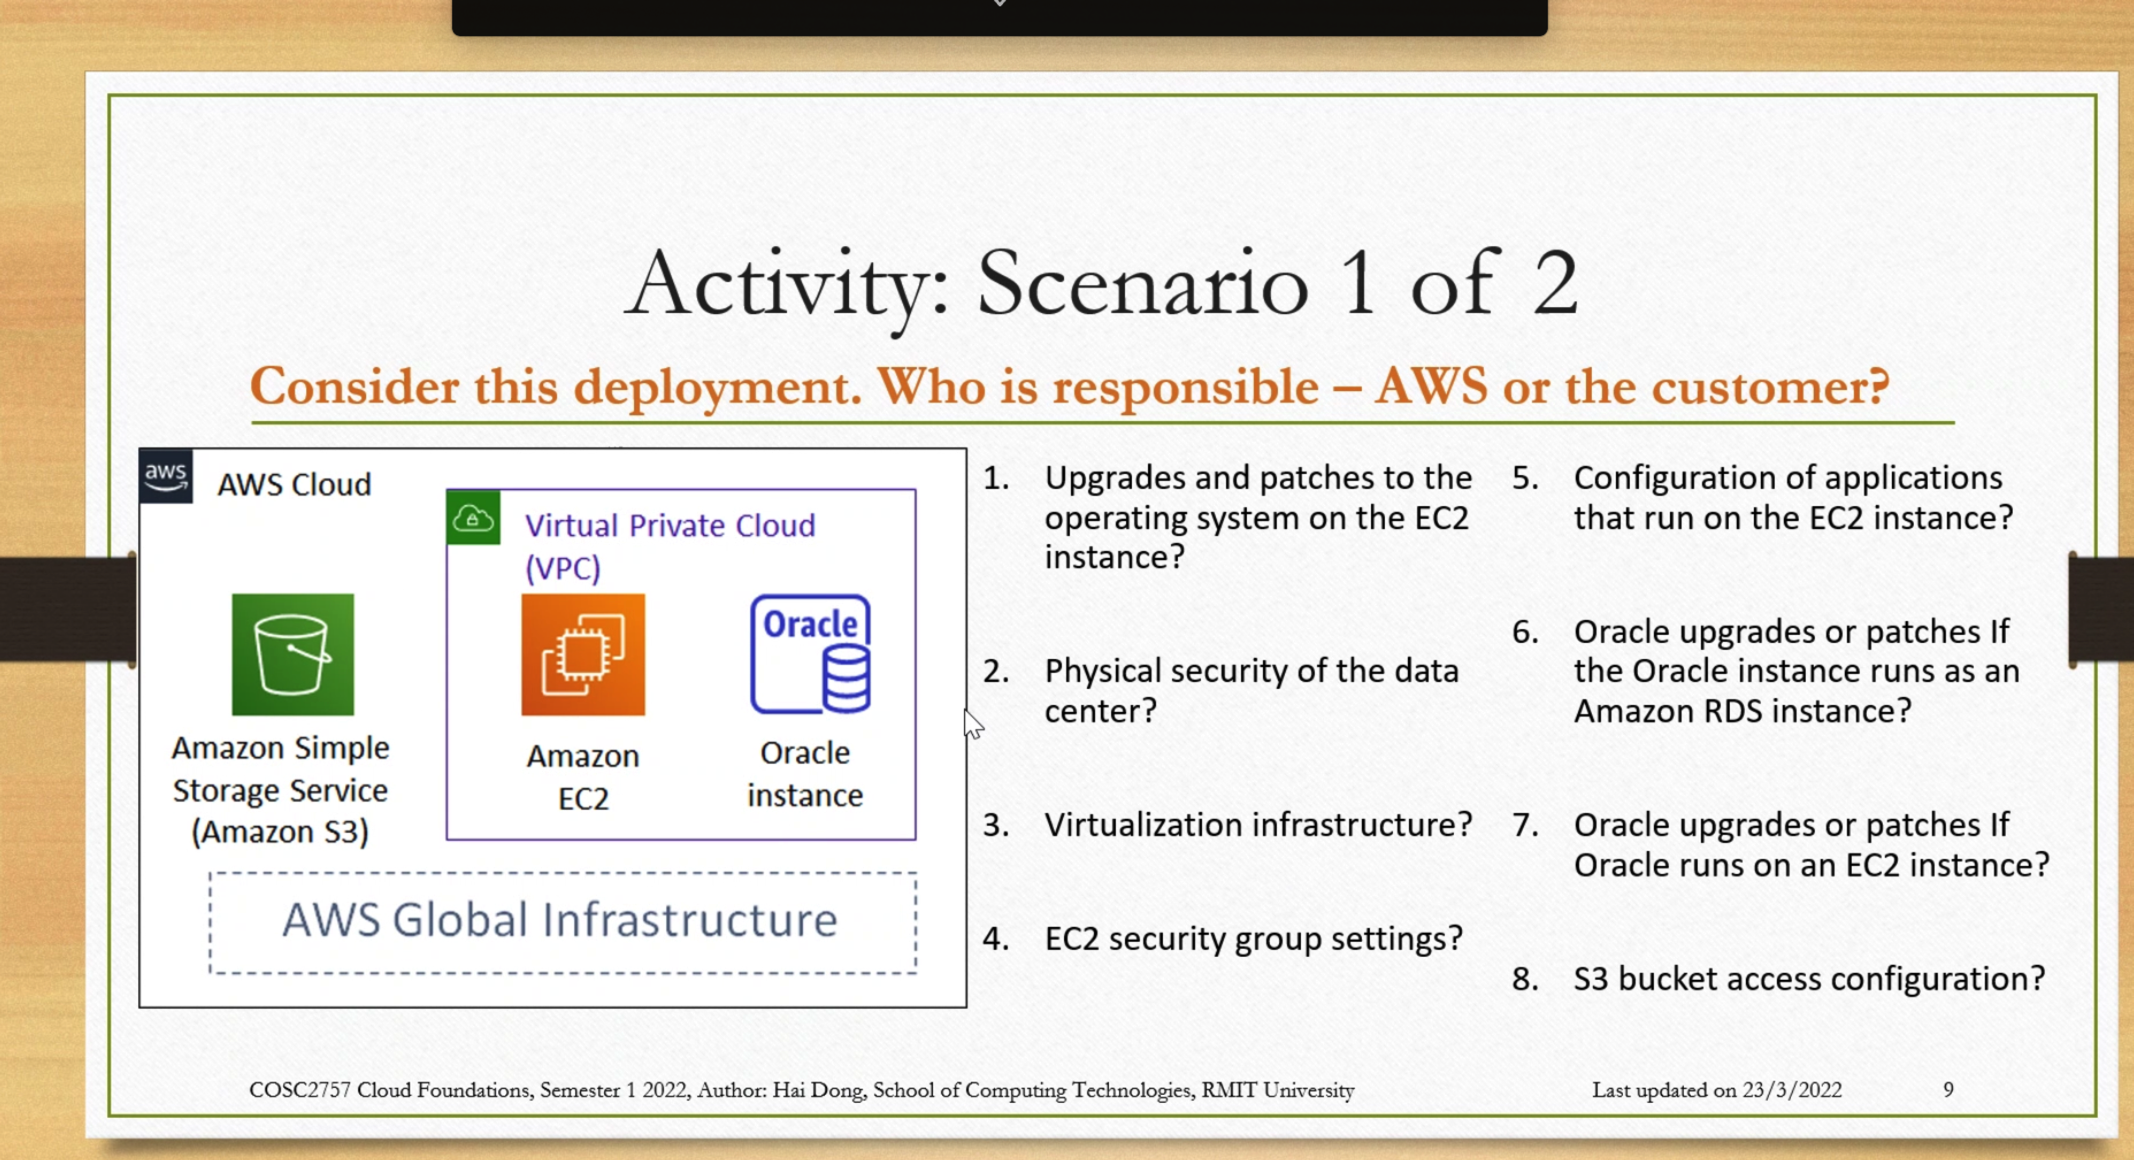 Activity: Scenario 1 of 2
Consider this deployment. Who is responsible – AWS or the customer?
aws
AWS Cloud
Virtual Private Cloud
(VPC)
Oracle
Amazon Simple
Storage Service
(Amazon S3)
Amazon
EC2
Oracle
instance
AWS Global Infrastructure
1. Upgrades and patches to the
operating system on the EC2
instance?
2. Physical security of the data
center?
3. Virtualization infrastructure?
4. EC2 security group settings?
5. Configuration of applications
that run on the EC2 instance?
6. Oracle upgrades or patches If
the Oracle instance runs as an
Amazon RDS instance?
7. Oracle upgrades or patches If
Oracle runs on an EC2 instance?
8. S3 bucket access configuration?
COSC2757 Cloud Foundations, Semester 1 2022, Author: Hai Dong, School of Computing Technologies, RMIT University
Last updated on 23/3/2022
9